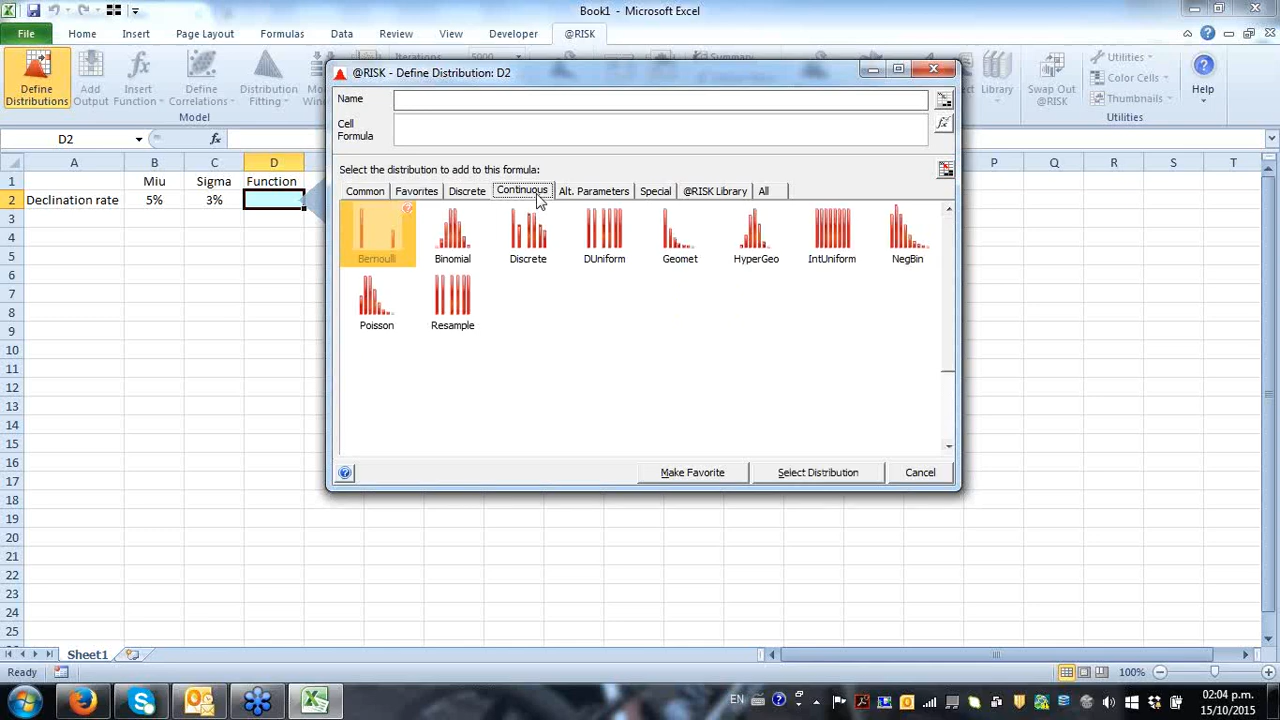 Book1 - Microsoft Excel
File Home Insert Page Layout Formulas Data Review View Developer @RISK
Define Distributions
Add Output
Insert Function
Define Correlations
Distribution Fitting
Model
Iterations 5000
Summary
Library
Utilities
Color Cells
Thumbnails
Swap Out @RISK
Help
Utilities
D2
fx
@RISK - Define Distribution: D2
Name
Cell Formula
Select the distribution to add to this formula:
Common Favorites Discrete Continuous Alt. Parameters Special @RISK Library All
Bernoulli Binomial Discrete DUniform Geomet HyperGeo IntUniform NegBin
Poisson Resample
Make Favorite Select Distribution Cancel
A B C D P Q R S T
1 Miu Sigma Function
2 Declination rate 5% 3%
3
4
5
6
7
8
9
10
11
12
13
14
15
16
17
18
19
20
21
22
23
24
25
Sheet1
Ready 100%
EN 02:04 p.m.
15/10/2015